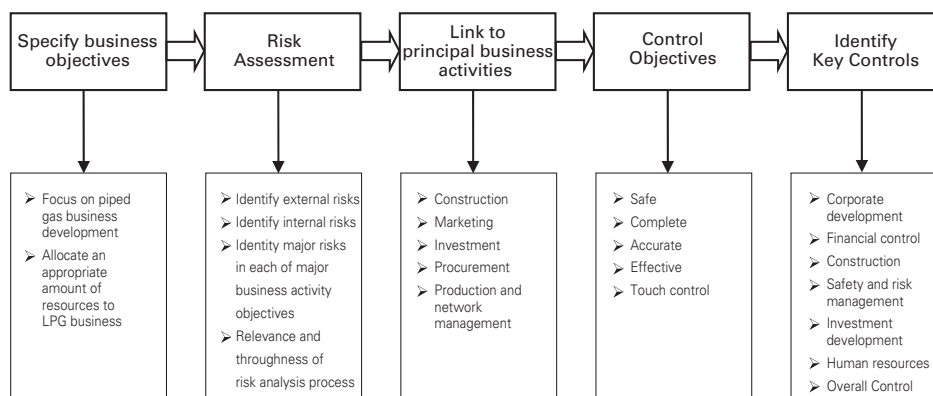 Specify business
objectives
Risk
Assessment
Link to
principal business
activities
Control
Objectives
Identify
Key Controls
➢ Focus on piped
gas business
development
➢ Allocate an
appropriate
amount of
resources to
LPG business
➢ Identify external risks
➢ Identify internal risks
➢ Identity major risks
in each of major
business activity
objectives
➢ Relevance and
throughness of
risk analysis process
➢ Construction
➢ Marketing
➢ Investment
➢ Procurement
➢ Production and
network
management
➢ Safe
➢ Complete
➢ Accurate
➢ Effective
➢ Touch control
➢ Corporate
development
➢ Financial control
➢ Construction
➢ Safety and risk
management
➢ Investment
development
➢ Human resources
➢ Overall Control